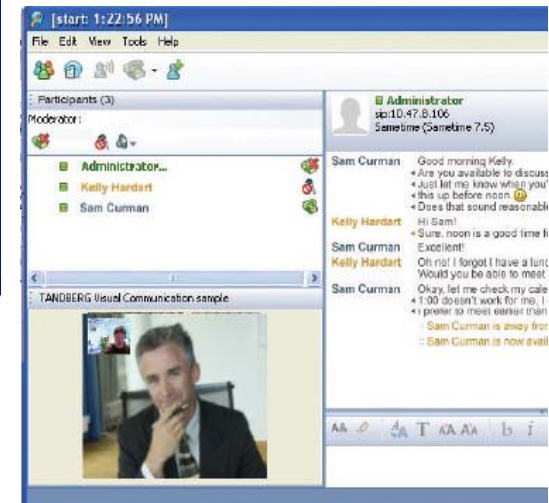 [start: 1:22:56 PM]
File Edit View Tools Help
Participants (3)
Moderator:
Administrator...
Kelly Hardart
Sam Curman
TANDBERG Visual Communication sample
Administrator
sip:10.47.8.106
Sametime (Sametime 7.5)
Sam Curman Good morning Kelly.
Are you available to discuss
Just let me know when you'
this up before noon
Does that sound reasonable
Kelly Hardart Hi Sam!
Sure, noon is a good time f
Sam Curman Excellent!
Kelly Hardart Oh no! I forgot I have a lunc
Would you be able to meet
Sam Curman Okay, let me check my cale
1:00 doesn't work for me, I
I prefer to meet earlier than
:: Sam Curman is away from
:: Sam Curman is now avail
T b i